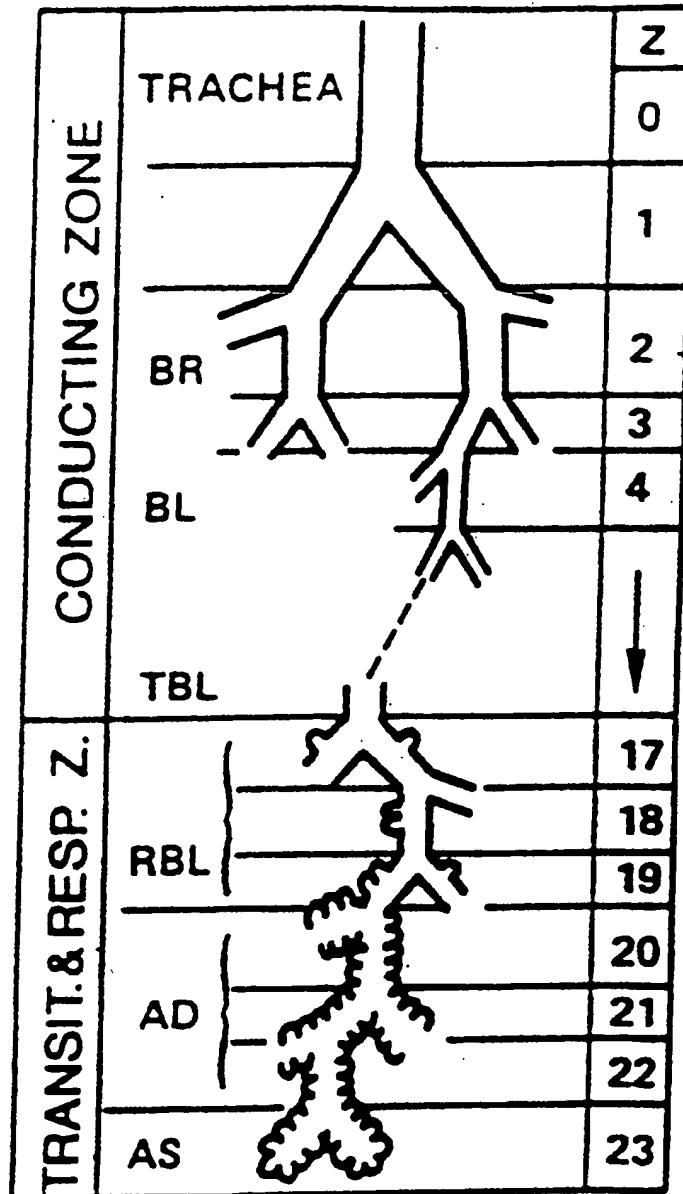 Z
TRACHEA
0
CONDUCTING ZONE
1
BR
2
3
BL
4
TBL
TRANSIT. & RESP. Z.
17
18
RBL
19
20
AD
21
22
AS
23